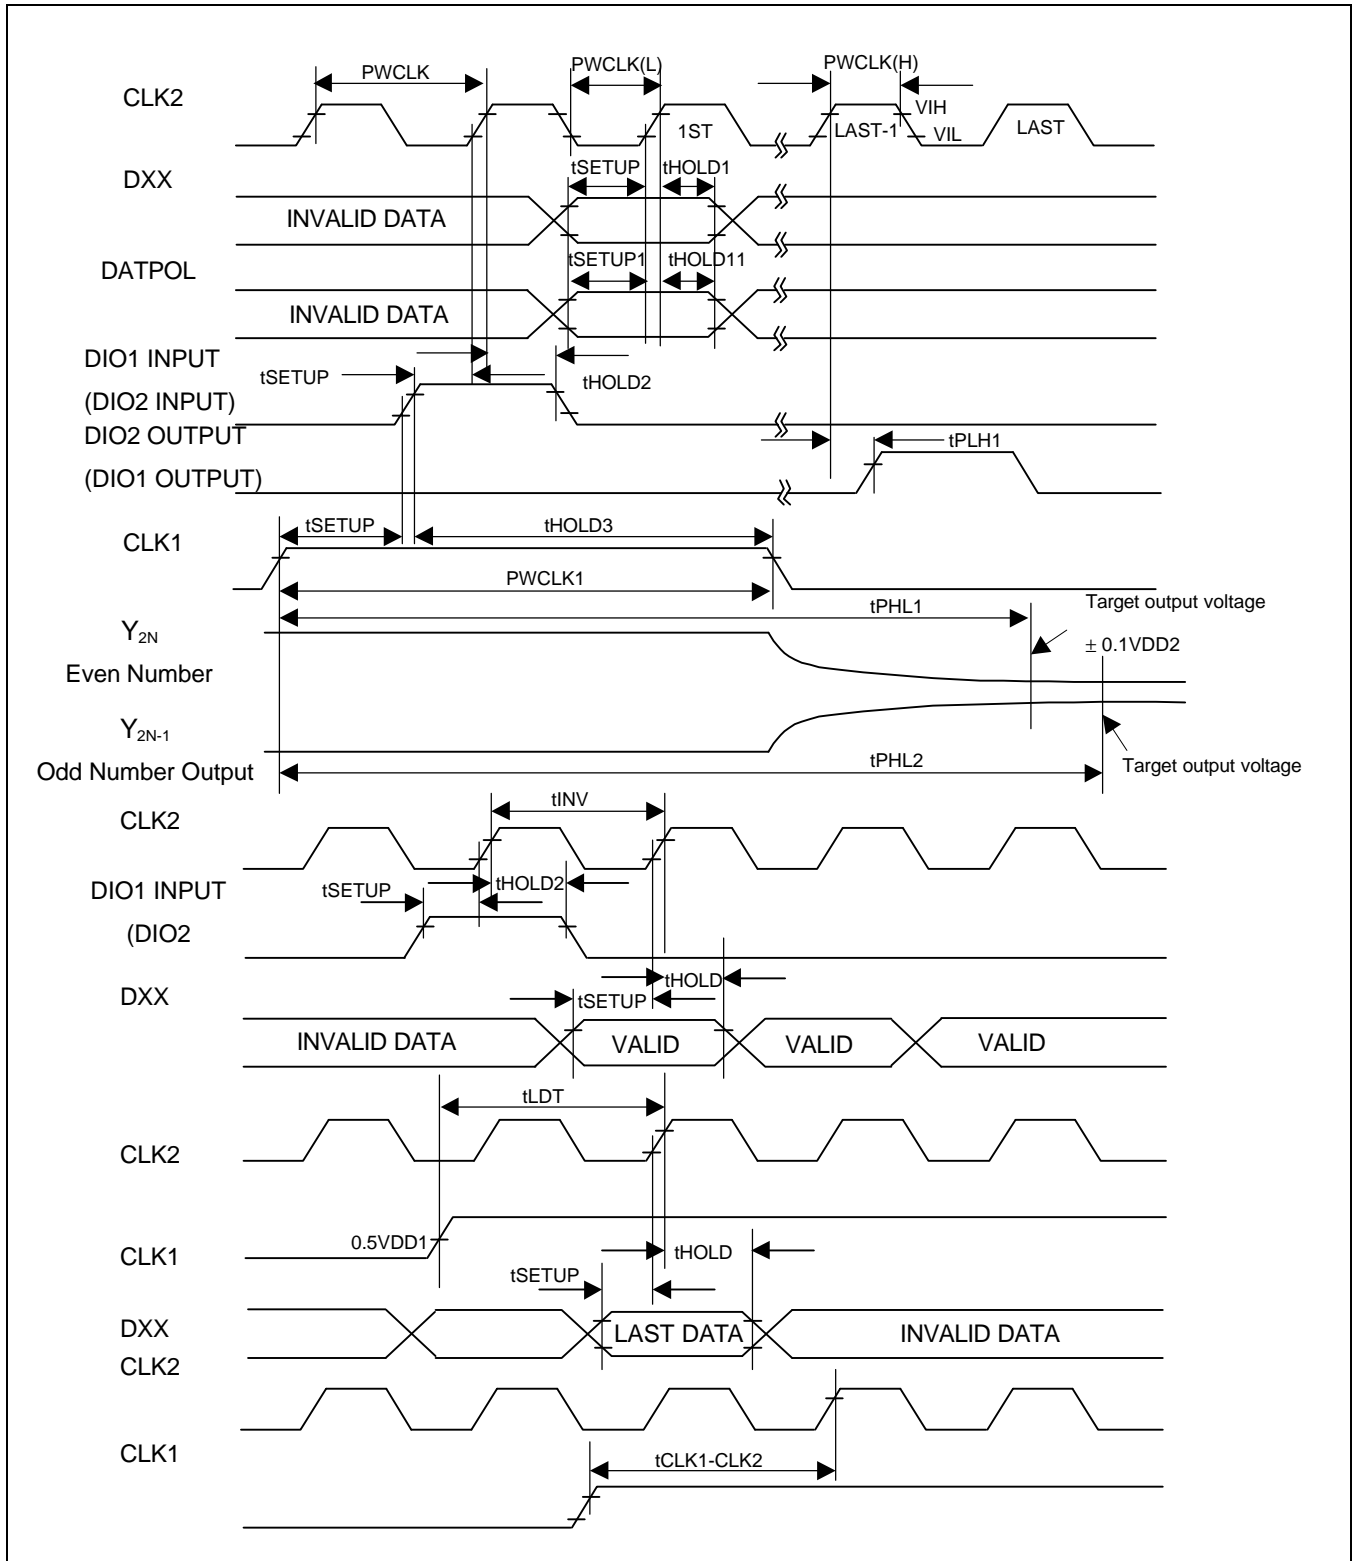 PWCLK
PWCLK(L)
PWCLK(H)
CLK2
VIH
1ST
LAST-1
VIL
LAST
DXX
tSETUP
tHOLD1
INVALID DATA
DATPOL
tSETUP1
tHOLD11
INVALID DATA
DIO1 INPUT
tSETUP
tHOLD2
(DIO2 INPUT)
DIO2 OUTPUT
tPLH1
(DIO1 OUTPUT)
tSETUP
tHOLD3
CLK1
PWCLK1
tPHL1
Target output voltage
Y2N
± 0.1VDD2
Even Number
Y2N-1
Odd Number Output
tPHL2
Target output voltage
tINV
CLK2
DIO1 INPUT
tSETUP
tHOLD2
(DIO2
tHOLD
DXX
tSETUP
INVALID DATA
VALID
VALID
VALID
tLDT
CLK2
0.5VDD1
CLK1
tHOLD
tSETUP
DXX
LAST DATA
INVALID DATA
CLK2
CLK1
tCLK1-CLK2